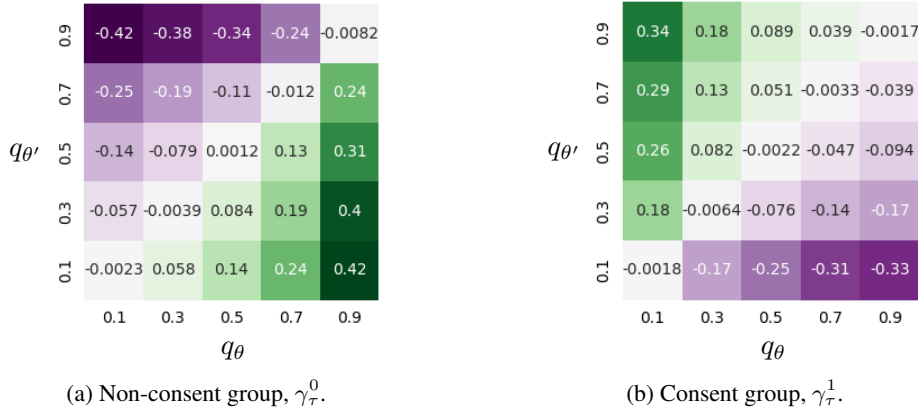 0.9 -0.42 -0.38 -0.34 -0.24 -0.0082
0.7 -0.25 -0.19 -0.11 -0.012 0.24
0.5 -0.14 -0.079 0.0012 0.13 0.31
0.3 -0.057 -0.0039 0.084 0.19 0.4
0.1 -0.0023 0.058 0.14 0.24 0.42
q_{θ'}
0.1 0.3 0.5 0.7 0.9
q_θ
(a) Non-consent group, γ_τ^0.
0.9 0.34 0.18 0.089 0.039 -0.0017
0.7 0.29 0.13 0.051 -0.0033 -0.039
0.5 0.26 0.082 -0.0022 -0.047 -0.094
0.3 0.18 -0.0064 -0.076 -0.14 -0.17
0.1 -0.0018 -0.17 -0.25 -0.31 -0.33
q_{θ'}
0.1 0.3 0.5 0.7 0.9
q_θ
(b) Consent group, γ_τ^1.